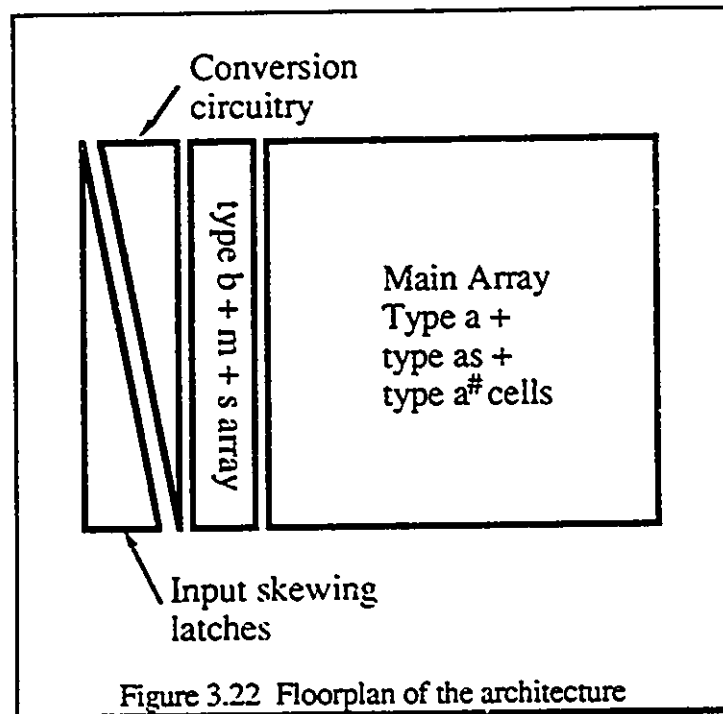 Conversion
circuitry
type b + m + s array
Main Array
Type a +
type as +
type a# cells
Input skewing
latches
Figure 3.22 Floorplan of the architecture